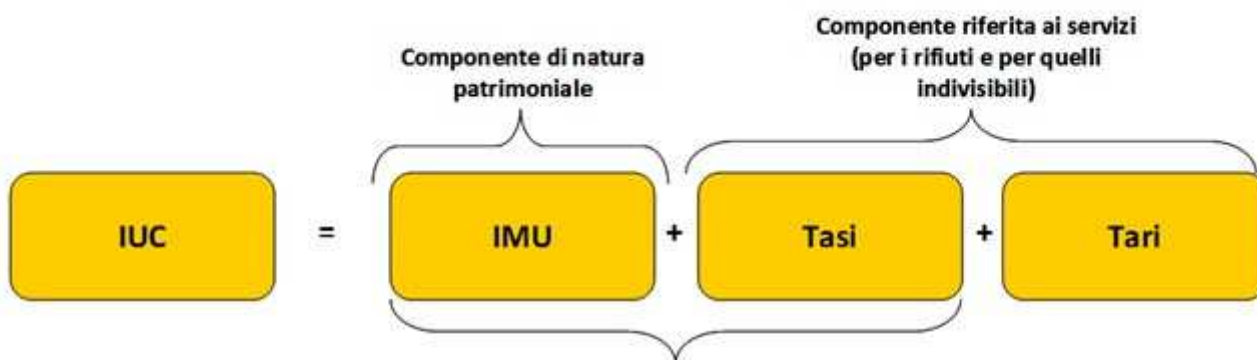 Componente di natura
patrimoniale
Componente riferita ai servizi
(per i rifiuti e per quelli
indivisibili)
IUC = IMU + Tasi + Tari